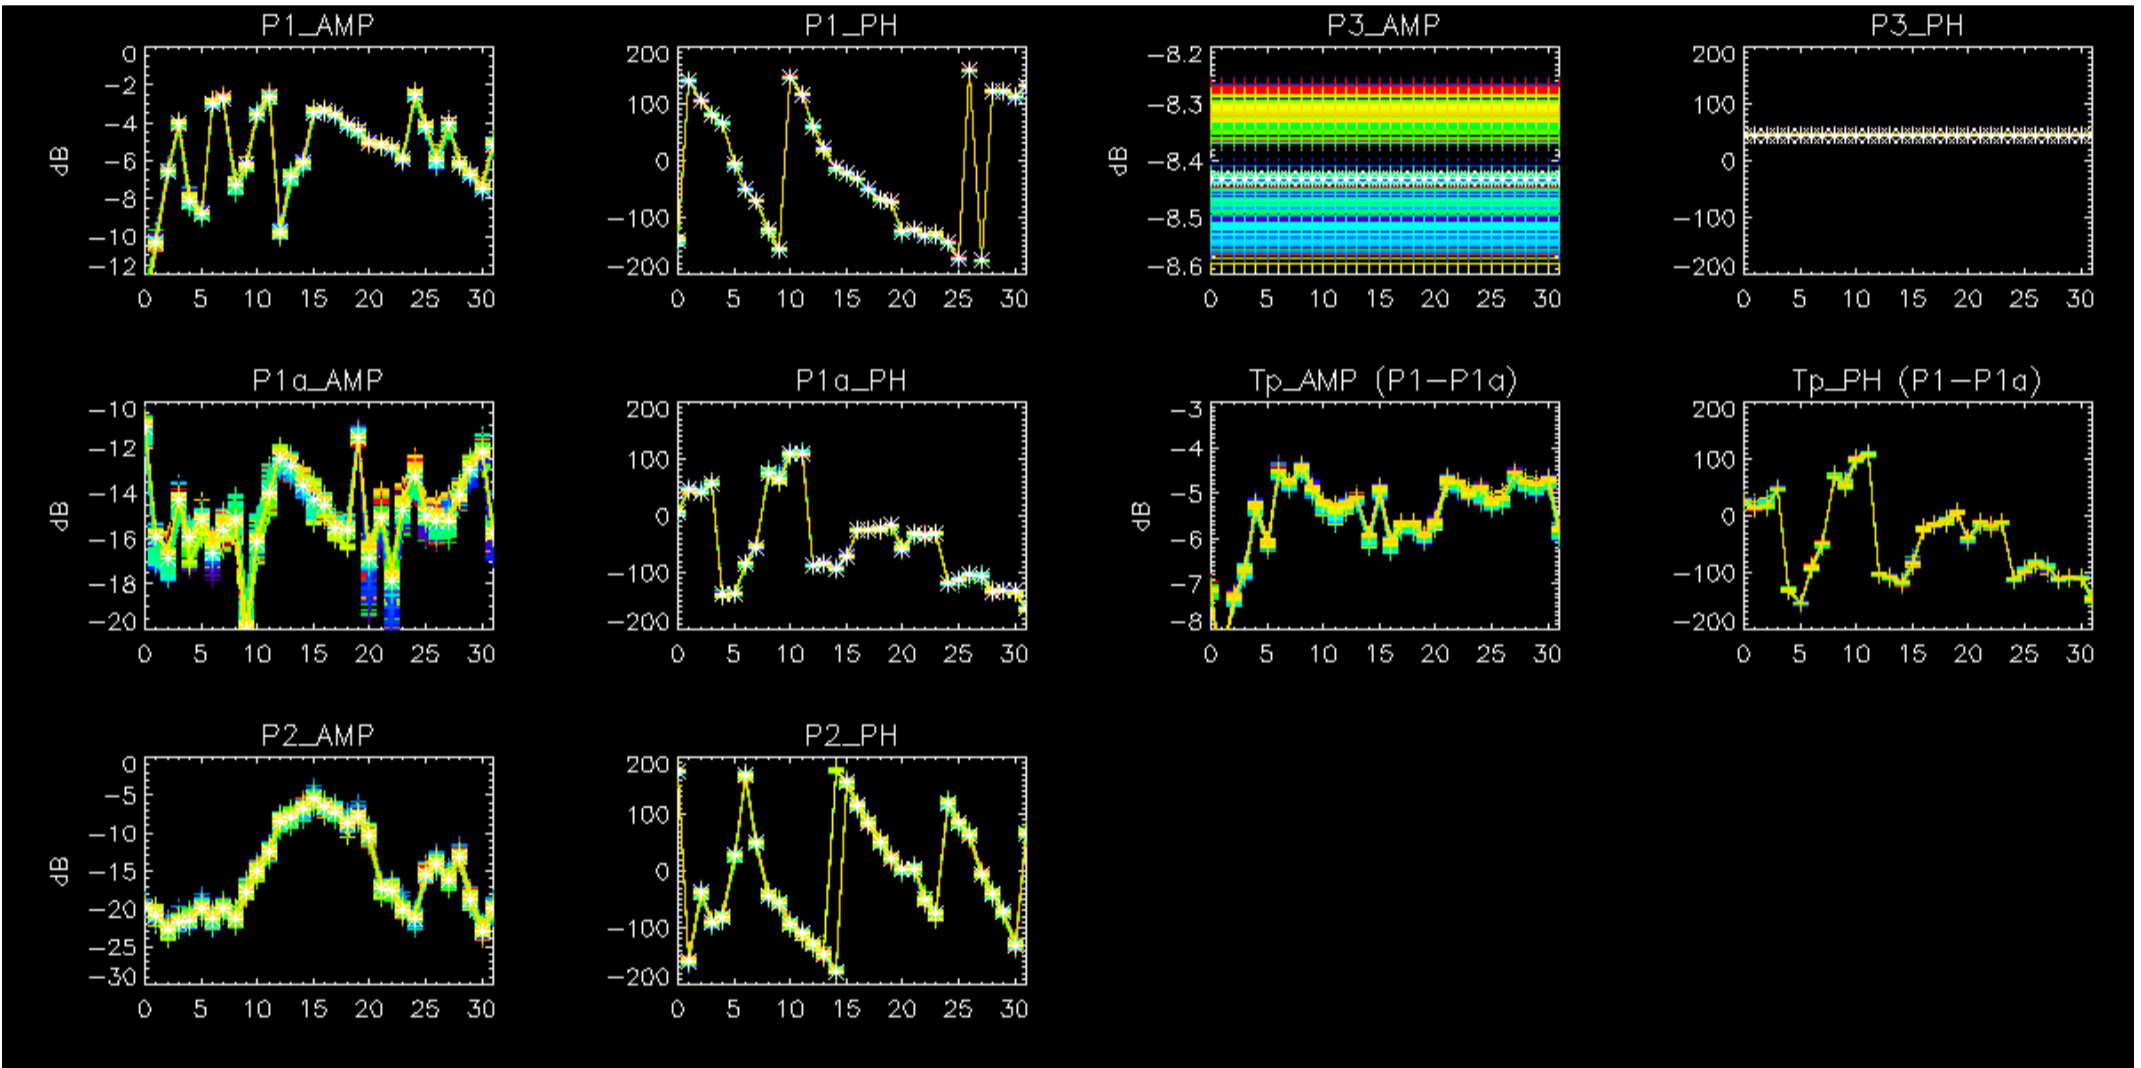 P1_AMP
P1_PH
P3_AMP
P3_PH
0
-2
-4
-6
-8
-10
-12
dB
0 5 10 15 20 25 30
200
100
0
-100
-200
0 5 10 15 20 25 30
-8.2
-8.3
-8.4
-8.5
-8.6
dB
0 5 10 15 20 25 30
200
100
0
-100
-200
0 5 10 15 20 25 30
P1a_AMP
P1a_PH
Tp_AMP (P1-P1a)
Tp_PH (P1-P1a)
-10
-12
-14
-16
-18
-20
dB
0 5 10 15 20 25 30
200
100
0
-100
-200
0 5 10 15 20 25 30
-3
-4
-5
-6
-7
-8
dB
0 5 10 15 20 25 30
200
100
0
-100
-200
0 5 10 15 20 25 30
P2_AMP
P2_PH
0
-5
-10
-15
-20
-25
-30
dB
0 5 10 15 20 25 30
200
100
0
-100
-200
0 5 10 15 20 25 30